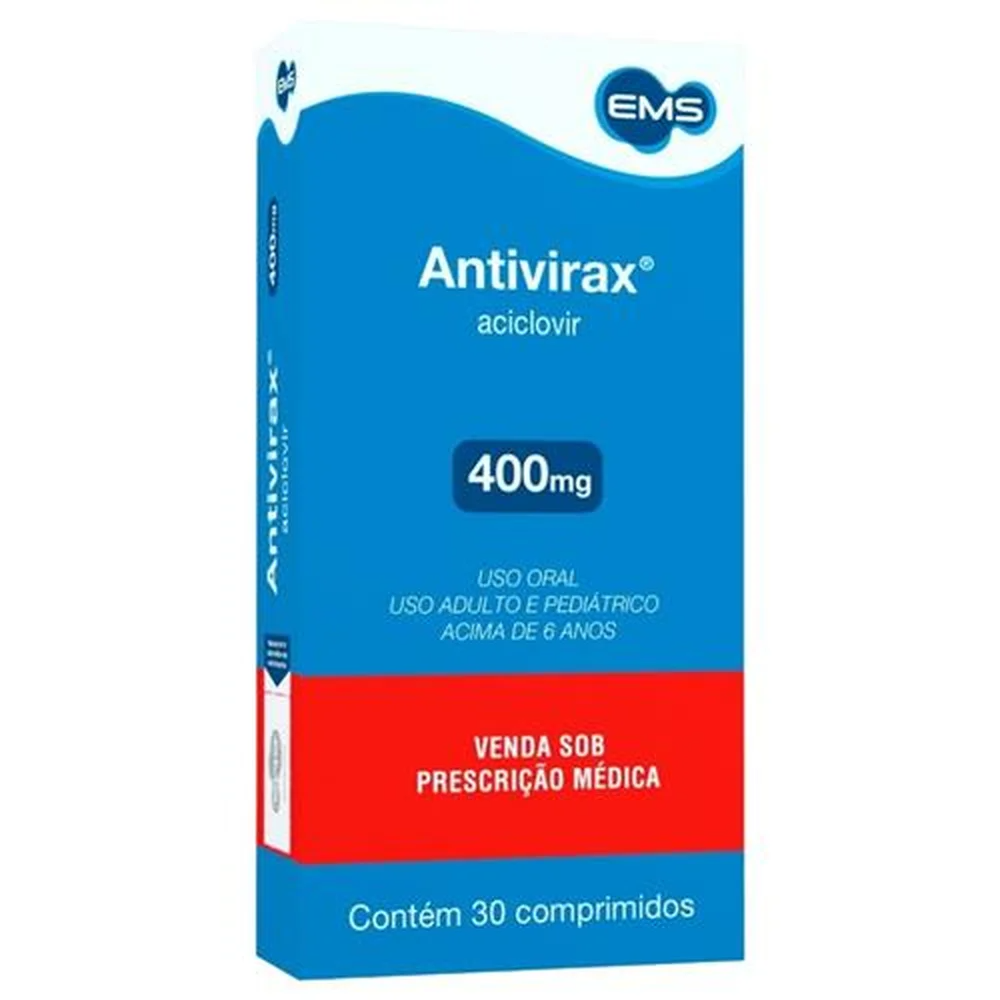 EMS
Antivirax®
aciclovir
400mg
USO ORAL
USO ADULTO E PEDIÁTRICO
ACIMA DE 6 ANOS
VENDA SOB
PRESCRIÇÃO MÉDICA
Contém 30 comprimidos
EMS
400mg
Antivirax®
aciclovir